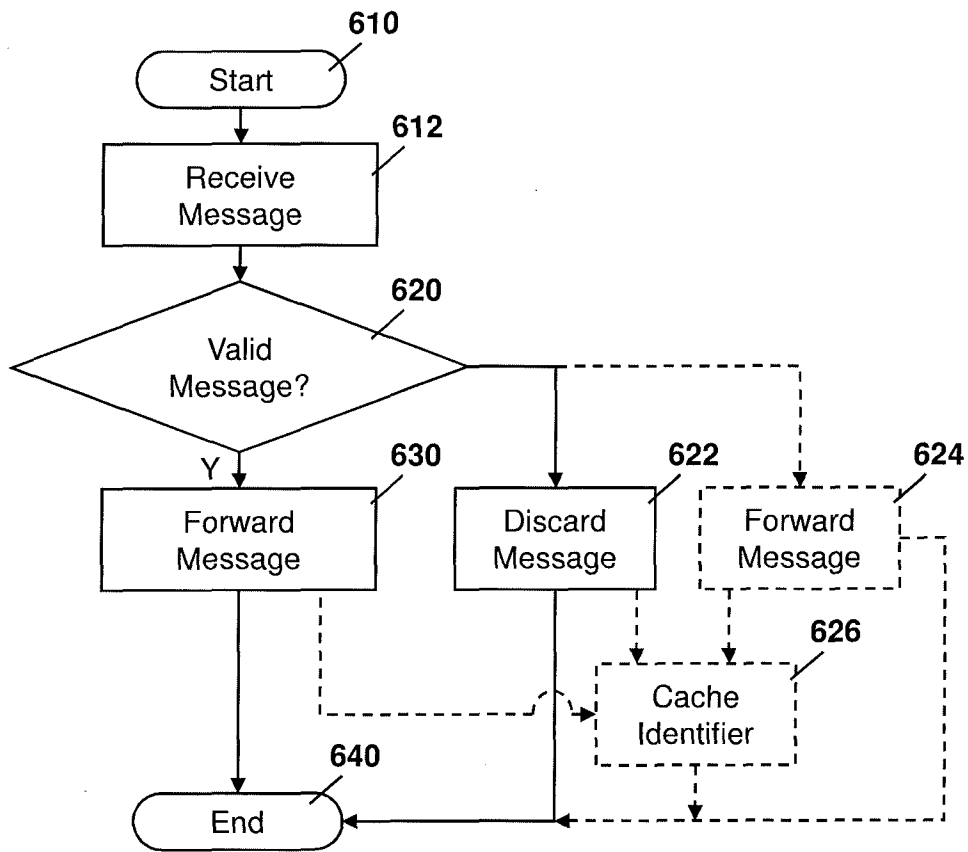 610
Start
612
Receive
Message
620
Valid
Message?
Y
630
622
624
Forward
Message
Discard
Message
Forward
Message
626
Cache
Identifier
640
End